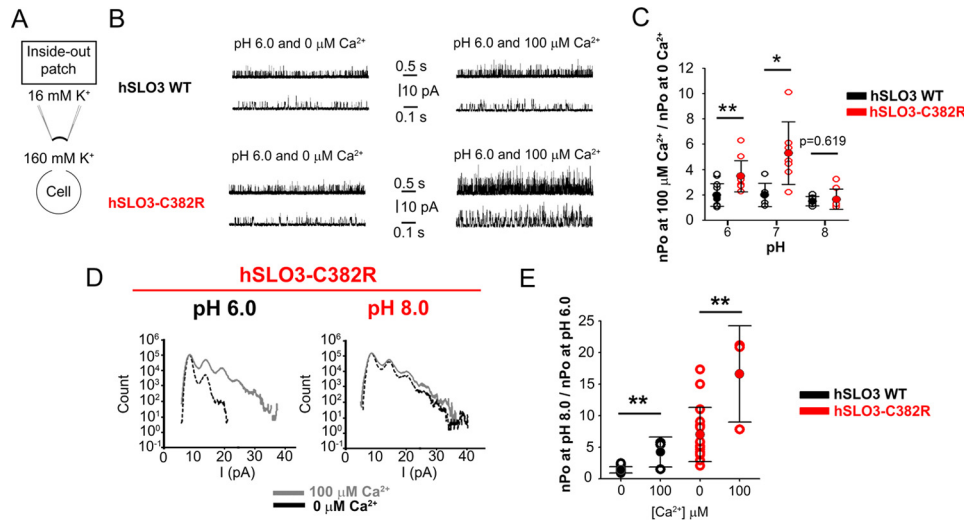 A
Inside-out
patch
16 mM K⁺
160 mM K⁺
Cell
B
pH 6.0 and 0 μM Ca²⁺
pH 6.0 and 100 μM Ca²⁺
hSLO3 WT
0.5 s
10 pA
0.1 s
pH 6.0 and 0 μM Ca²⁺
pH 6.0 and 100 μM Ca²⁺
hSLO3-C382R
0.5 s
10 pA
0.1 s
C
nPo at 100 μM Ca²⁺ / nPo at 0 Ca²⁺
12
10
8
6
4
2
0
**
*
p=0.619
6
7
8
pH
hSLO3 WT
hSLO3-C382R
D
hSLO3-C382R
pH 6.0
pH 8.0
Count
10⁶
10⁵
10⁴
10³
10²
10¹
10⁰
10⁻¹
0 10 20 30 40
I (pA)
Count
10⁶
10⁵
10⁴
10³
10²
10¹
10⁰
10⁻¹
0 10 20 30 40
I (pA)
100 μM Ca²⁺
0 μM Ca²⁺
E
nPo at pH 8.0 / nPo at pH 6.0
25
20
15
10
5
0
**
**
0 100 0 100
[Ca²⁺] μM
hSLO3 WT
hSLO3-C382R